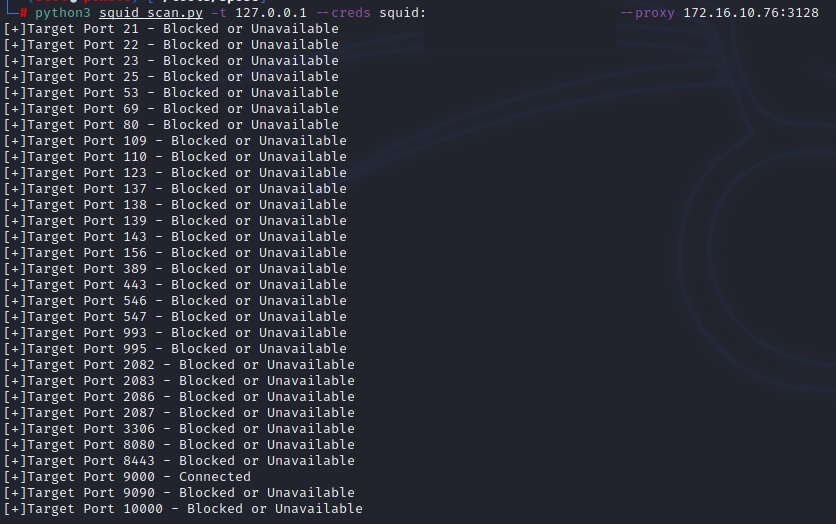 └─# python3 squid_scan.py -t 127.0.0.1 --creds squid: --proxy 172.16.10.76:3128
[+]Target Port 21 - Blocked or Unavailable
[+]Target Port 22 - Blocked or Unavailable
[+]Target Port 23 - Blocked or Unavailable
[+]Target Port 25 - Blocked or Unavailable
[+]Target Port 53 - Blocked or Unavailable
[+]Target Port 69 - Blocked or Unavailable
[+]Target Port 80 - Blocked or Unavailable
[+]Target Port 109 - Blocked or Unavailable
[+]Target Port 110 - Blocked or Unavailable
[+]Target Port 123 - Blocked or Unavailable
[+]Target Port 137 - Blocked or Unavailable
[+]Target Port 138 - Blocked or Unavailable
[+]Target Port 139 - Blocked or Unavailable
[+]Target Port 143 - Blocked or Unavailable
[+]Target Port 156 - Blocked or Unavailable
[+]Target Port 389 - Blocked or Unavailable
[+]Target Port 443 - Blocked or Unavailable
[+]Target Port 546 - Blocked or Unavailable
[+]Target Port 547 - Blocked or Unavailable
[+]Target Port 993 - Blocked or Unavailable
[+]Target Port 995 - Blocked or Unavailable
[+]Target Port 2082 - Blocked or Unavailable
[+]Target Port 2083 - Blocked or Unavailable
[+]Target Port 2086 - Blocked or Unavailable
[+]Target Port 2087 - Blocked or Unavailable
[+]Target Port 3306 - Blocked or Unavailable
[+]Target Port 8080 - Blocked or Unavailable
[+]Target Port 8443 - Blocked or Unavailable
[+]Target Port 9000 - Connected
[+]Target Port 9090 - Blocked or Unavailable
[+]Target Port 10000 - Blocked or Unavailable